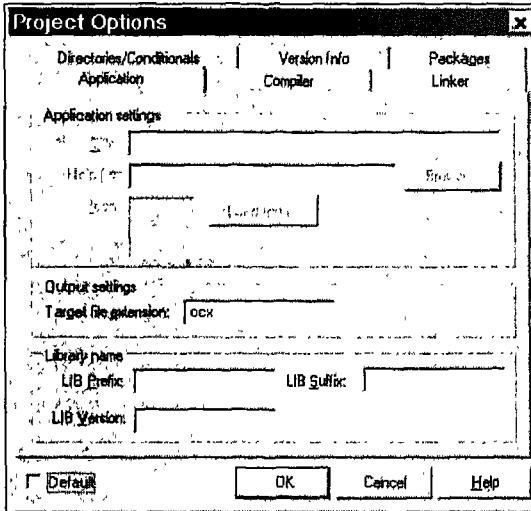 Project Options
Directories/Conditionals Version Info Packages
Application Compiler Linker
Application settings
Output settings
Target file extension: ocx
Library name
LIB Prefix: LIB Suffix:
LIB Version:
Default OK Cancel Help